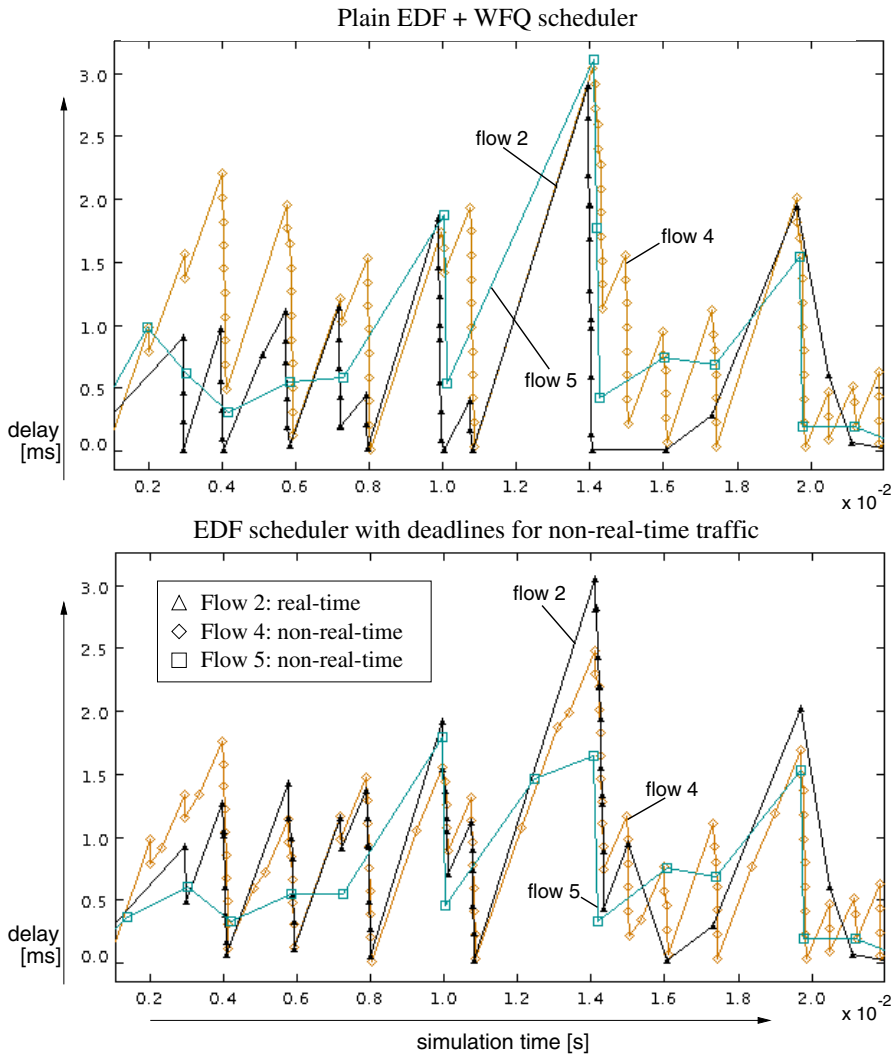 Plain EDF + WFQ scheduler
3.0
2.5
2.0
1.5
1.0
0.5
0.0
delay
[ms]
flow 2
flow 4
flow 5
0.2 0.4 0.6 0.8 1.0 1.2 1.4 1.6 1.8 2.0
x 10⁻²
EDF scheduler with deadlines for non-real-time traffic
3.0
2.5
2.0
1.5
1.0
0.5
0.0
delay
[ms]
Flow 2: real-time
Flow 4: non-real-time
Flow 5: non-real-time
flow 2
flow 4
flow 5
0.2 0.4 0.6 0.8 1.0 1.2 1.4 1.6 1.8 2.0
x 10⁻²
simulation time [s]